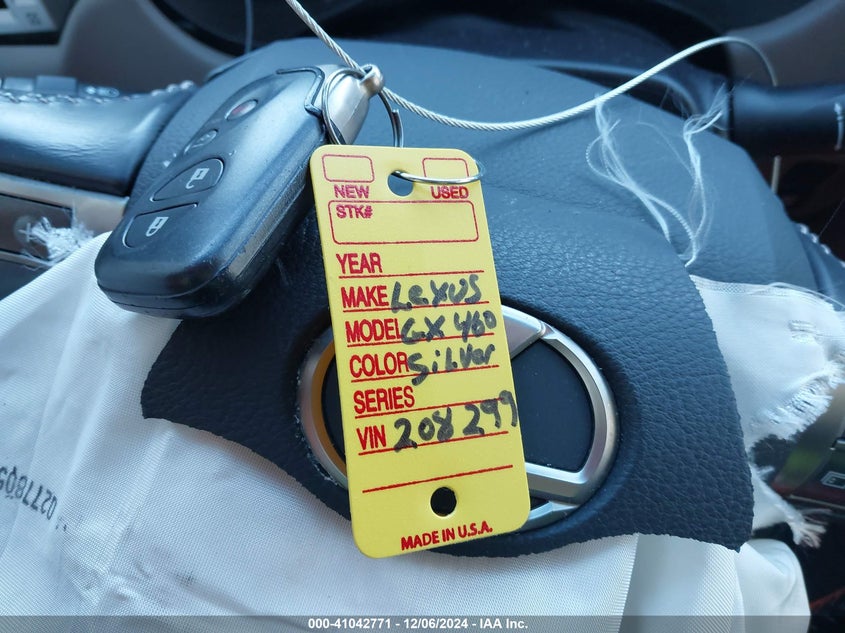 NEW USED
STK#
YEAR
MAKE Lexus
MODEL GX 460
COLOR SiLVer
SERIES
VIN 208299
MADE IN U.S.A.
000-41042771 - 12/06/2024 - IAA Inc.